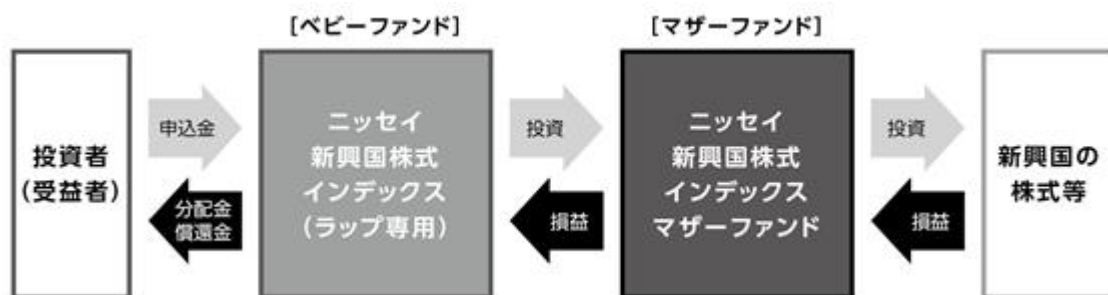 [ベビーファンド]
[マザーファンド]
投資者
(受益者)
申込金
分配金
償還金
ニッセイ
新興国株式
インデックス
(ラップ専用)
投資
損益
ニッセイ
新興国株式
インデックス
マザーファンド
投資
損益
新興国の
株式等